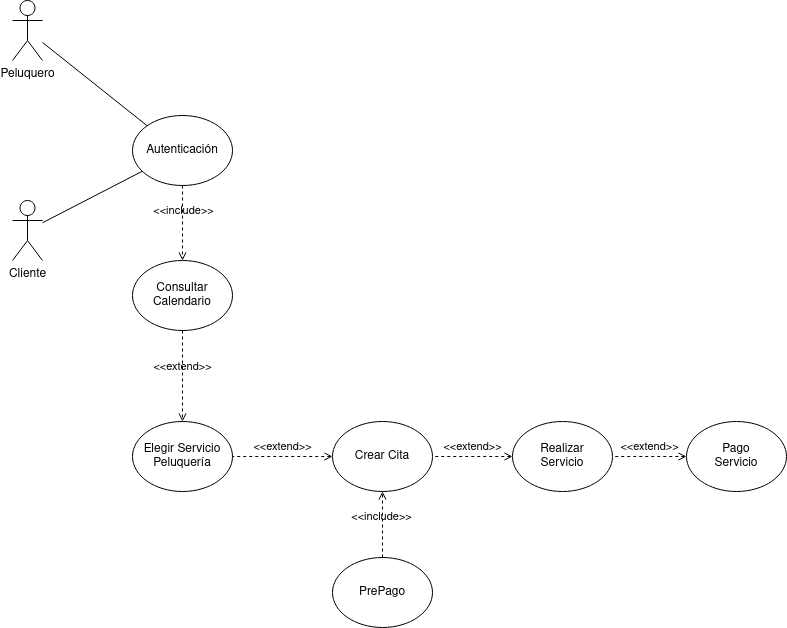 Peluquero
Autenticación
<<include>>
Cliente
Consultar
Calendario
<<extend>>
Elegir Servicio
Peluquería
<<extend>>
Crear Cita
<<extend>>
Realizar
Servicio
<<extend>>
Pago
Servicio
<<include>>
PrePago